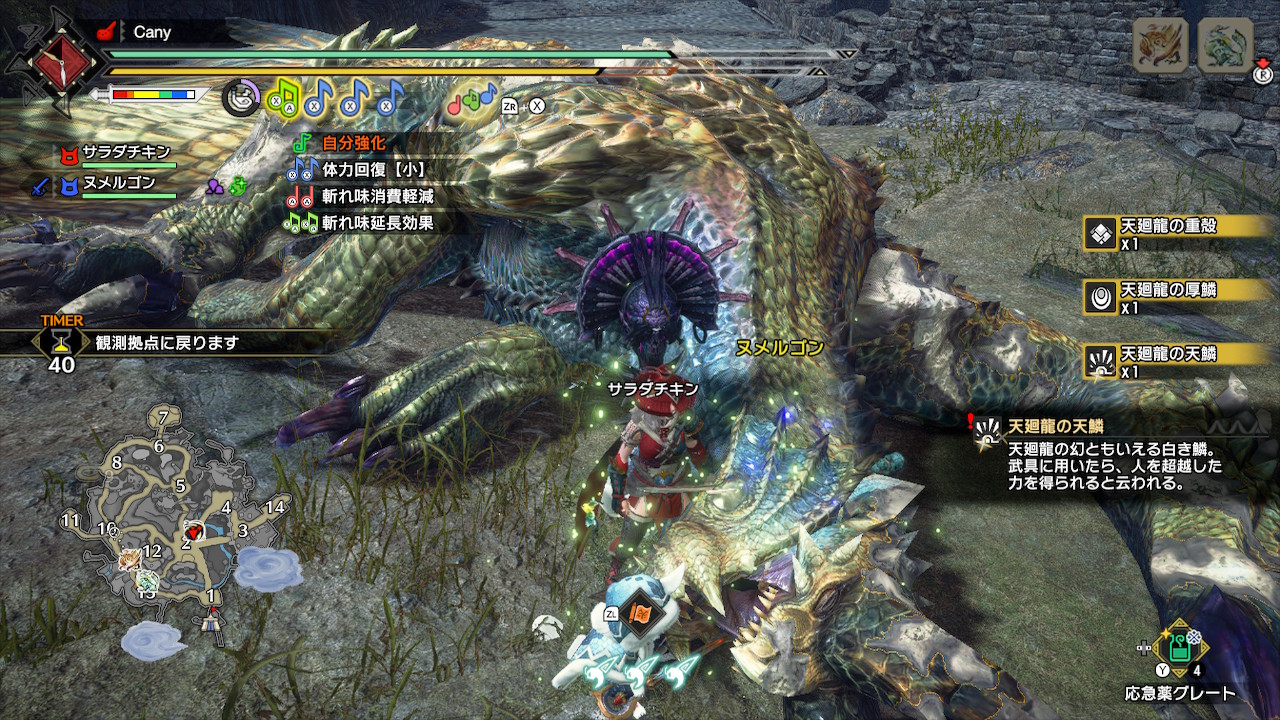 Cany
ZR + X
自分強化
体力回復【小】
斬れ味消費軽減
斬れ味延長効果
サラダチキン
ヌメルゴン
TIMER
40
観測拠点に戻ります
ヌメルゴン
サラダチキン
天廻龍の重殻
x1
天廻龍の厚鱗
x1
天廻龍の天鱗
x1
天廻龍の天鱗
天廻龍の幻ともいえる白き鱗。
武具に用いたら、人を超越した
力を得られると云われる。
7
6
8
5
4
14
11
10
3
2
12
13
1
ZL
R
Y
4
応急薬グレート